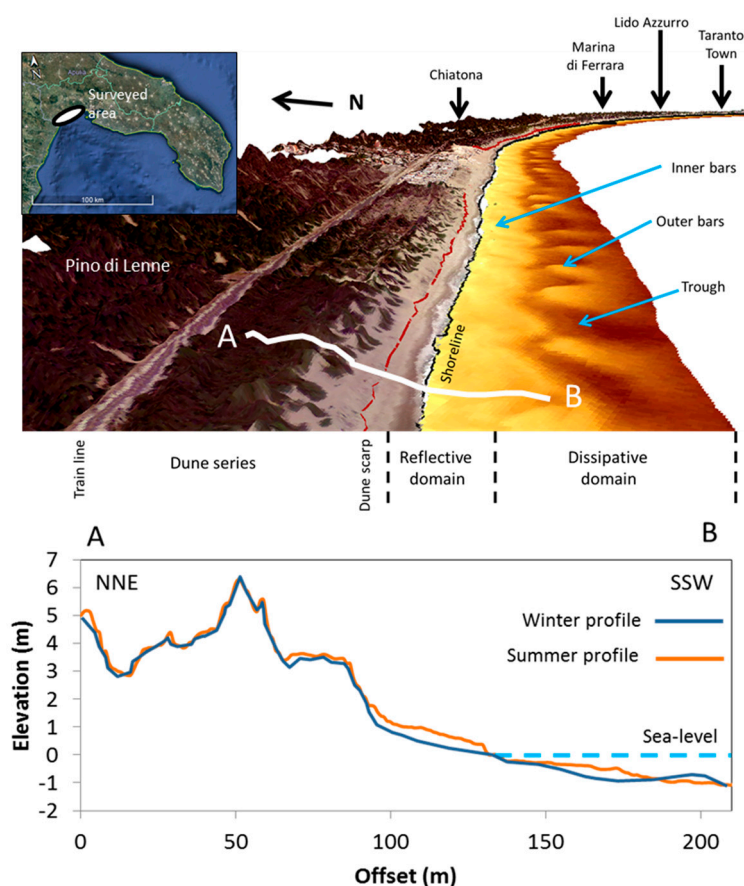 Lido Azzurro
Taranto
Town
Marina
di Ferrara
Chiatona
N
N
Surveyed
area
100 km
Inner bars
Outer bars
Trough
Pino di Lenne
A
B
Shoreline
Train line
Dune series
Dune scarp
Reflective
domain
Dissipative
domain
A
B
7
6
5
4
3
2
1
0
-1
-2
Elevation (m)
NNE
SSW
Winter profile
Summer profile
Sea-level
0
50
100
150
200
Offset (m)